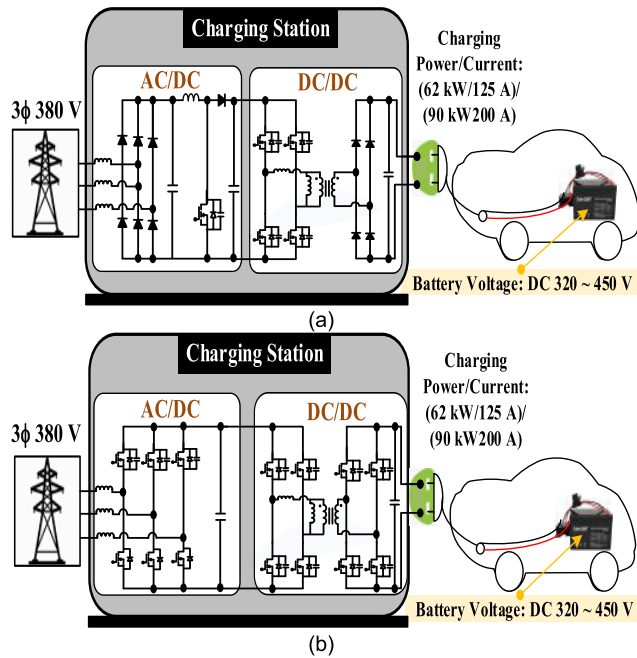 Charging Station
AC/DC
DC/DC
3ϕ 380 V
Charging
Power/Current:
(62 kW/125 A)/
(90 kW200 A)
Battery Voltage: DC 320 ~ 450 V
(a)
Charging Station
AC/DC
DC/DC
3ϕ 380 V
Charging
Power/Current:
(62 kW/125 A)/
(90 kW200 A)
Battery Voltage: DC 320 ~ 450 V
(b)